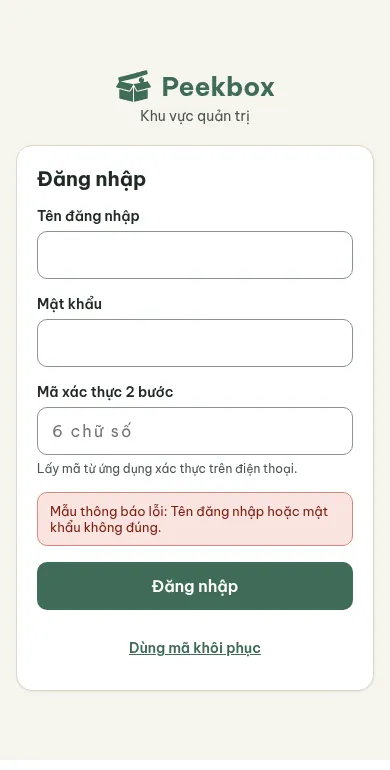 Peekbox
Khu vực quản trị
Đăng nhập
Tên đăng nhập
Mật khẩu
Mã xác thực 2 bước
6 chữ số
Lấy mã từ ứng dụng xác thực trên điện thoại.
Mẫu thông báo lỗi: Tên đăng nhập hoặc mật
khẩu không đúng.
Đăng nhập
Dùng mã khôi phục